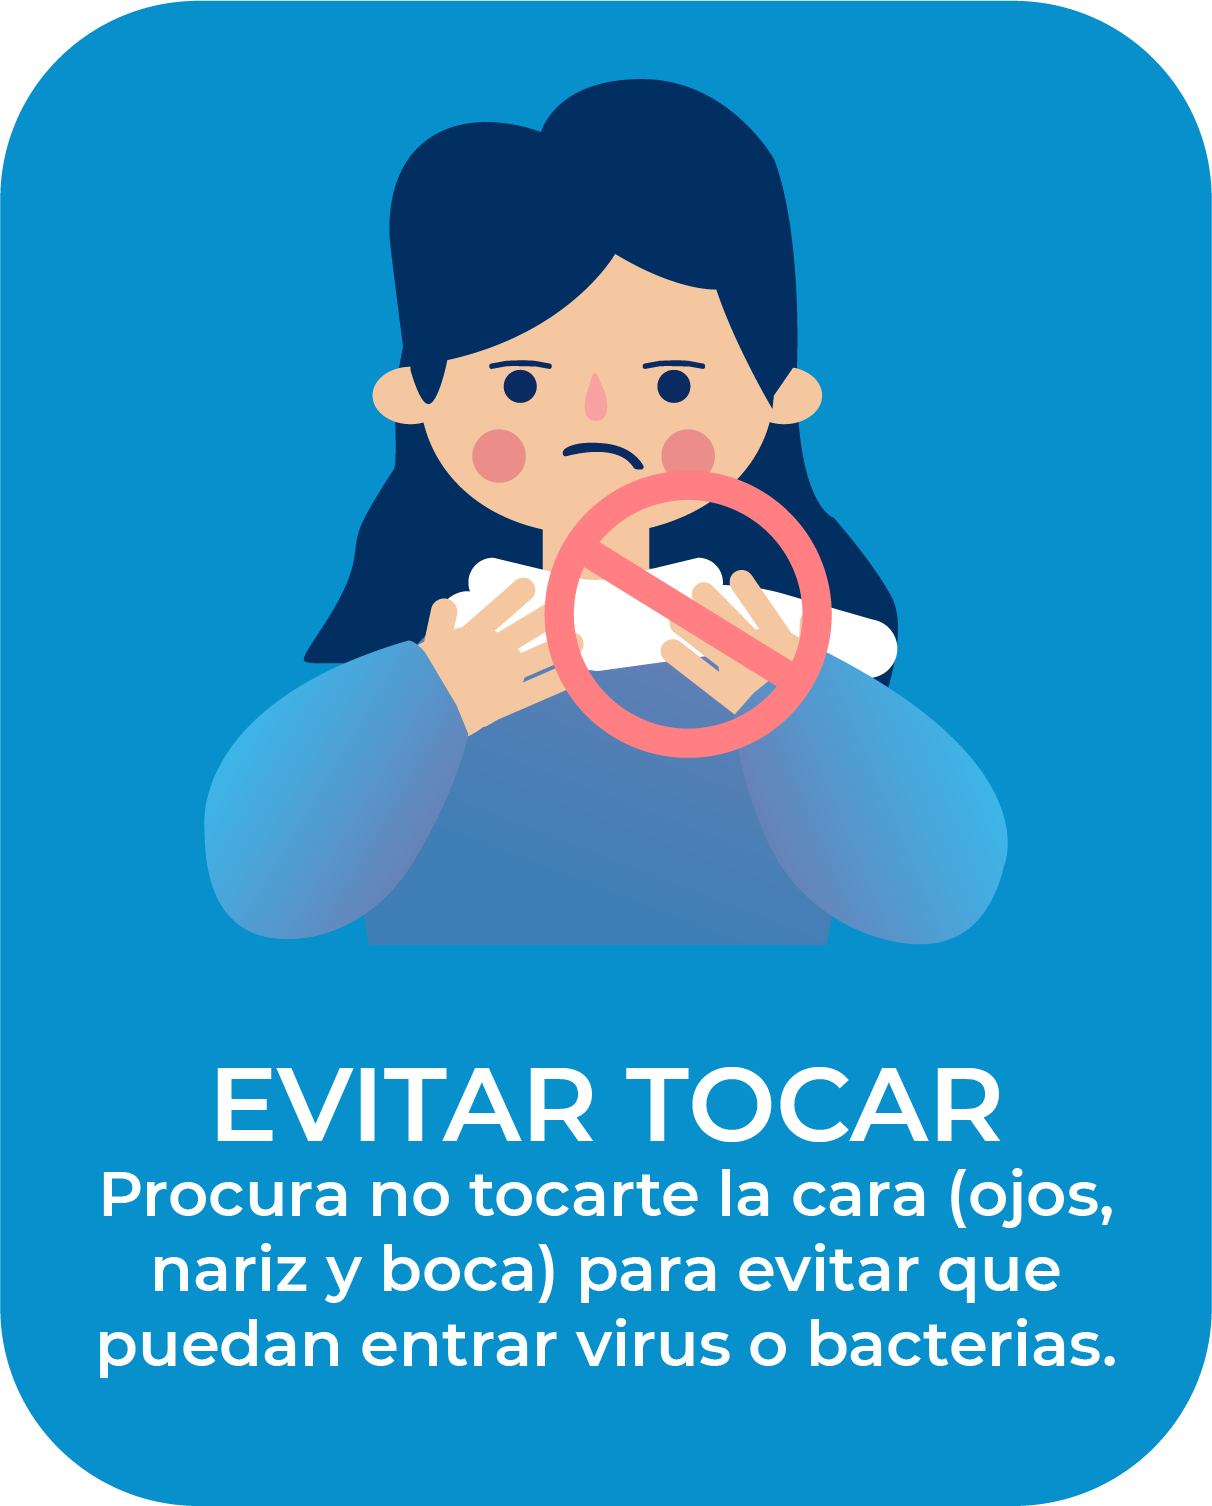 EVITAR TOCAR
Procura no tocarte la cara (ojos,
nariz y boca) para evitar que
puedan entrar virus o bacterias.